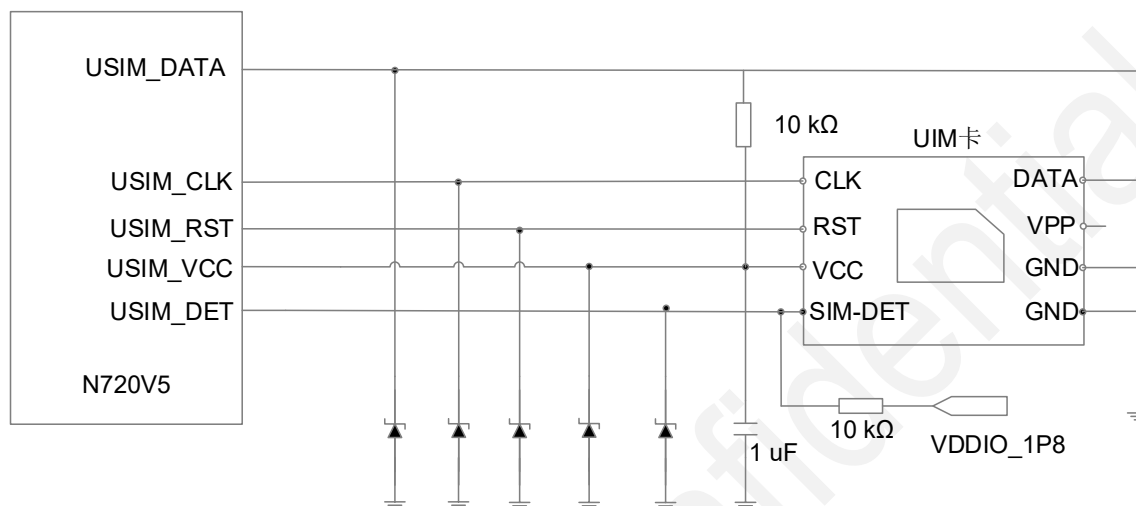 USIM_DATA
10 kΩ
UIM卡
USIM_CLK
CLK
DATA
USIM_RST
RST
VPP
USIM_VCC
VCC
GND
USIM_DET
SIM-DET
GND
N720V5
10 kΩ
1 uF
VDDIO_1P8
nfidential